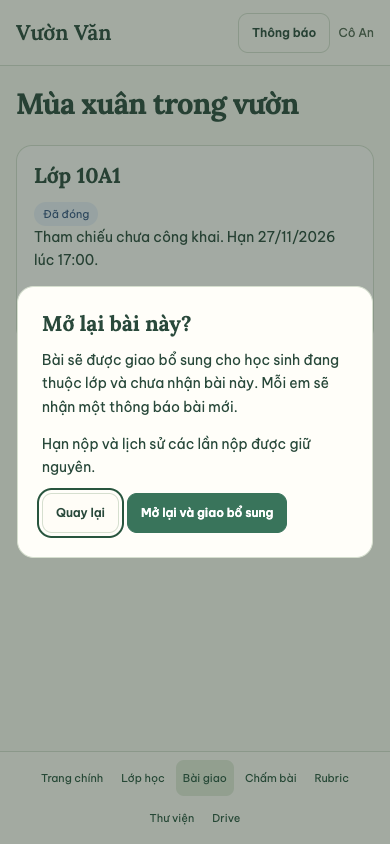 Vườn Văn
Thông báo
Cô An
Mùa xuân trong vườn
Lớp 10A1
Đã đóng
Tham chiếu chưa công khai. Hạn 27/11/2026
lúc 17:00.
Mở lại bài này?
Bài sẽ được giao bổ sung cho học sinh đang
thuộc lớp và chưa nhận bài này. Mỗi em sẽ
nhận một thông báo bài mới.
Hạn nộp và lịch sử các lần nộp được giữ
nguyên.
Quay lại
Mở lại và giao bổ sung
Trang chính
Lớp học
Bài giao
Chấm bài
Rubric
Thư viện
Drive